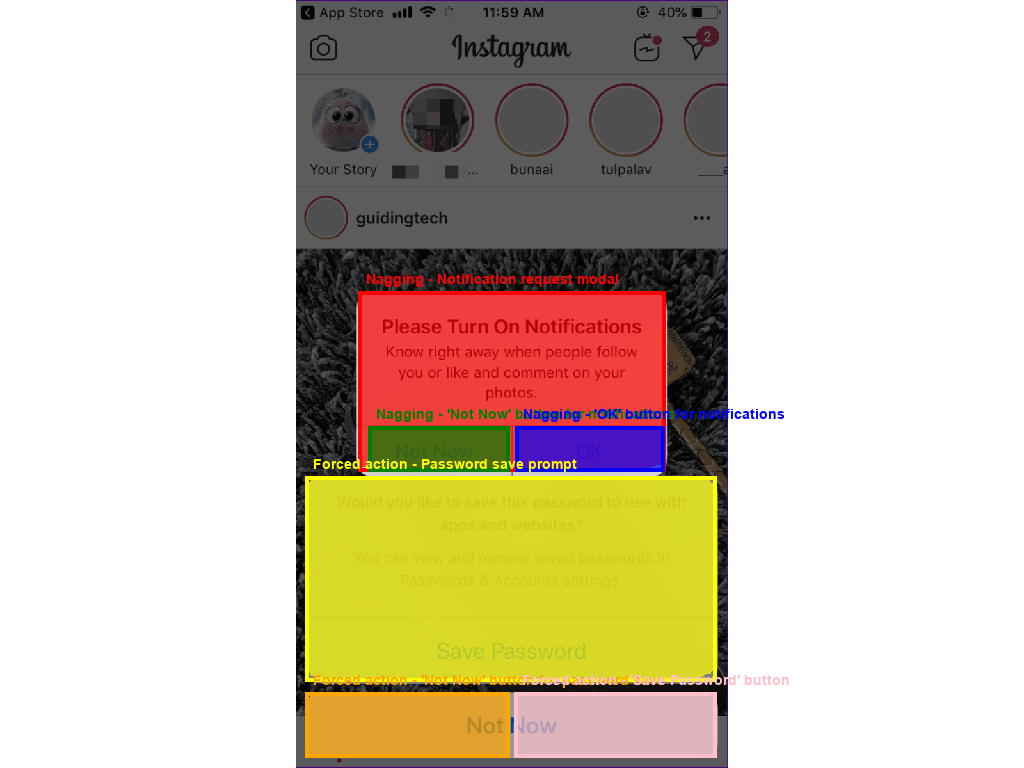 App Store
11:59 AM
40%
Instagram
2
Your Story
...
bunaai
tulpalav
guidingtech
Nagging - Notification request modal
Please Turn On Notifications
Know right away when people follow
you or like and comment on your
photos.
Nagging - 'Not Now' button for notifications
Nagging - 'OK' button for notifications
Not Now
OK
Forced action - Password save prompt
Would you like to save this password to use with
apps and websites?
You can view and remove saved passwords in
Passwords & Accounts settings.
Save Password
Forced action - 'Not Now' button
Forced action - 'Save Password' button
Not Now